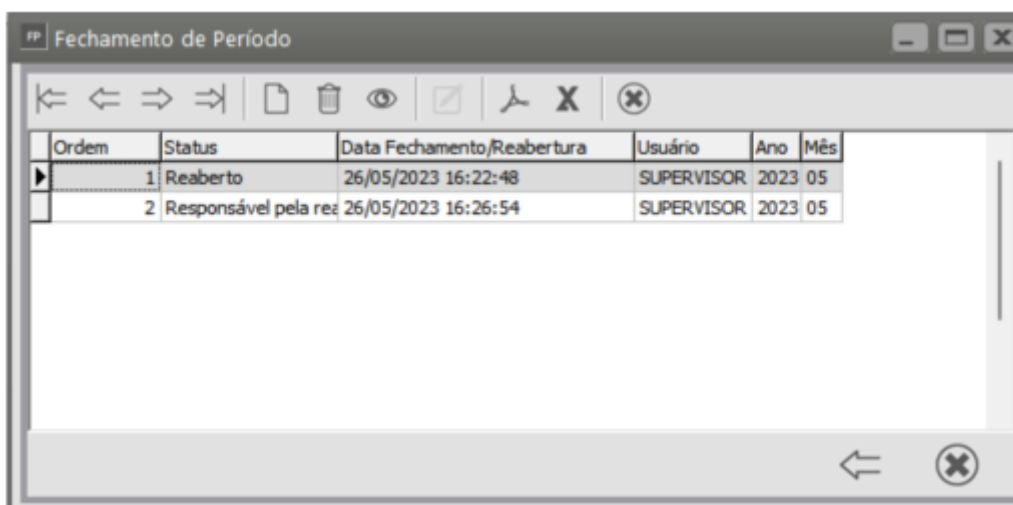 FP Fechamento de Período
X
Ordem Status Data Fechamento/Reabertura Usuário Ano Mês
1 Reaberto 26/05/2023 16:22:48 SUPERVISOR 2023 05
2 Responsável pela rea 26/05/2023 16:26:54 SUPERVISOR 2023 05